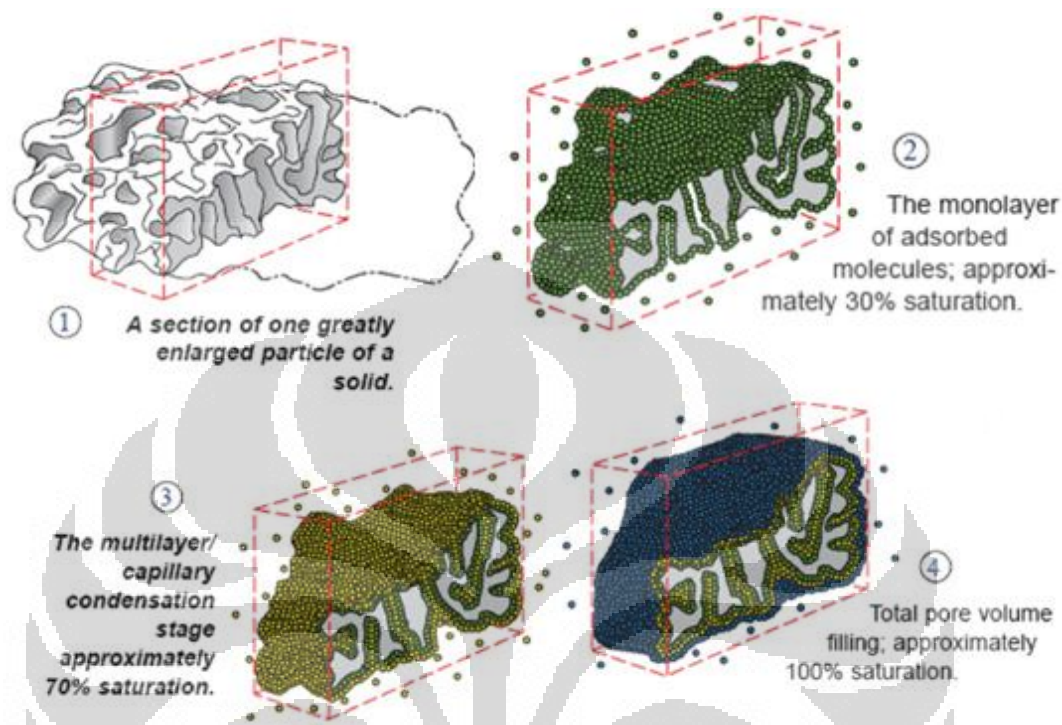 1
A section of one greatly
enlarged particle of a
solid.
2
The monolayer
of adsorbed
molecules; approxi-
mately 30% saturation.
3
The multilayer/
capillary
condensation
stage
approximately
70% saturation.
4
Total pore volume
filling; approximately
100% saturation.